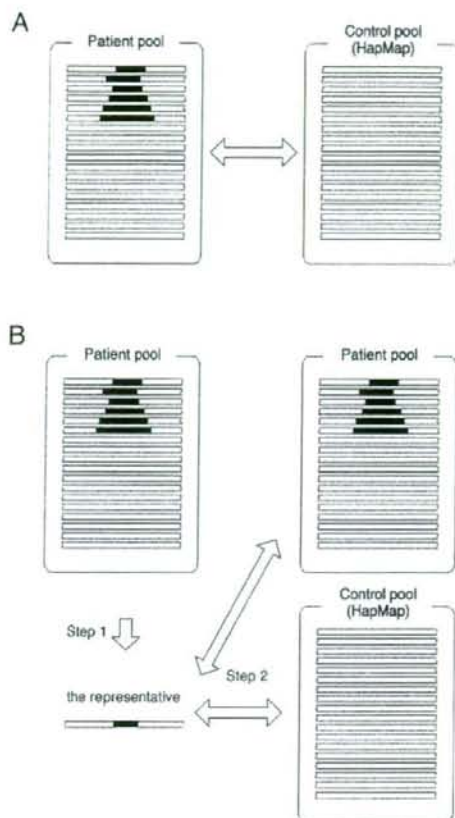 A
Patient pool
Control pool
(HapMap)
B
Patient pool
Patient pool
Step 1
Control pool
(HapMap)
Step 2
the representative